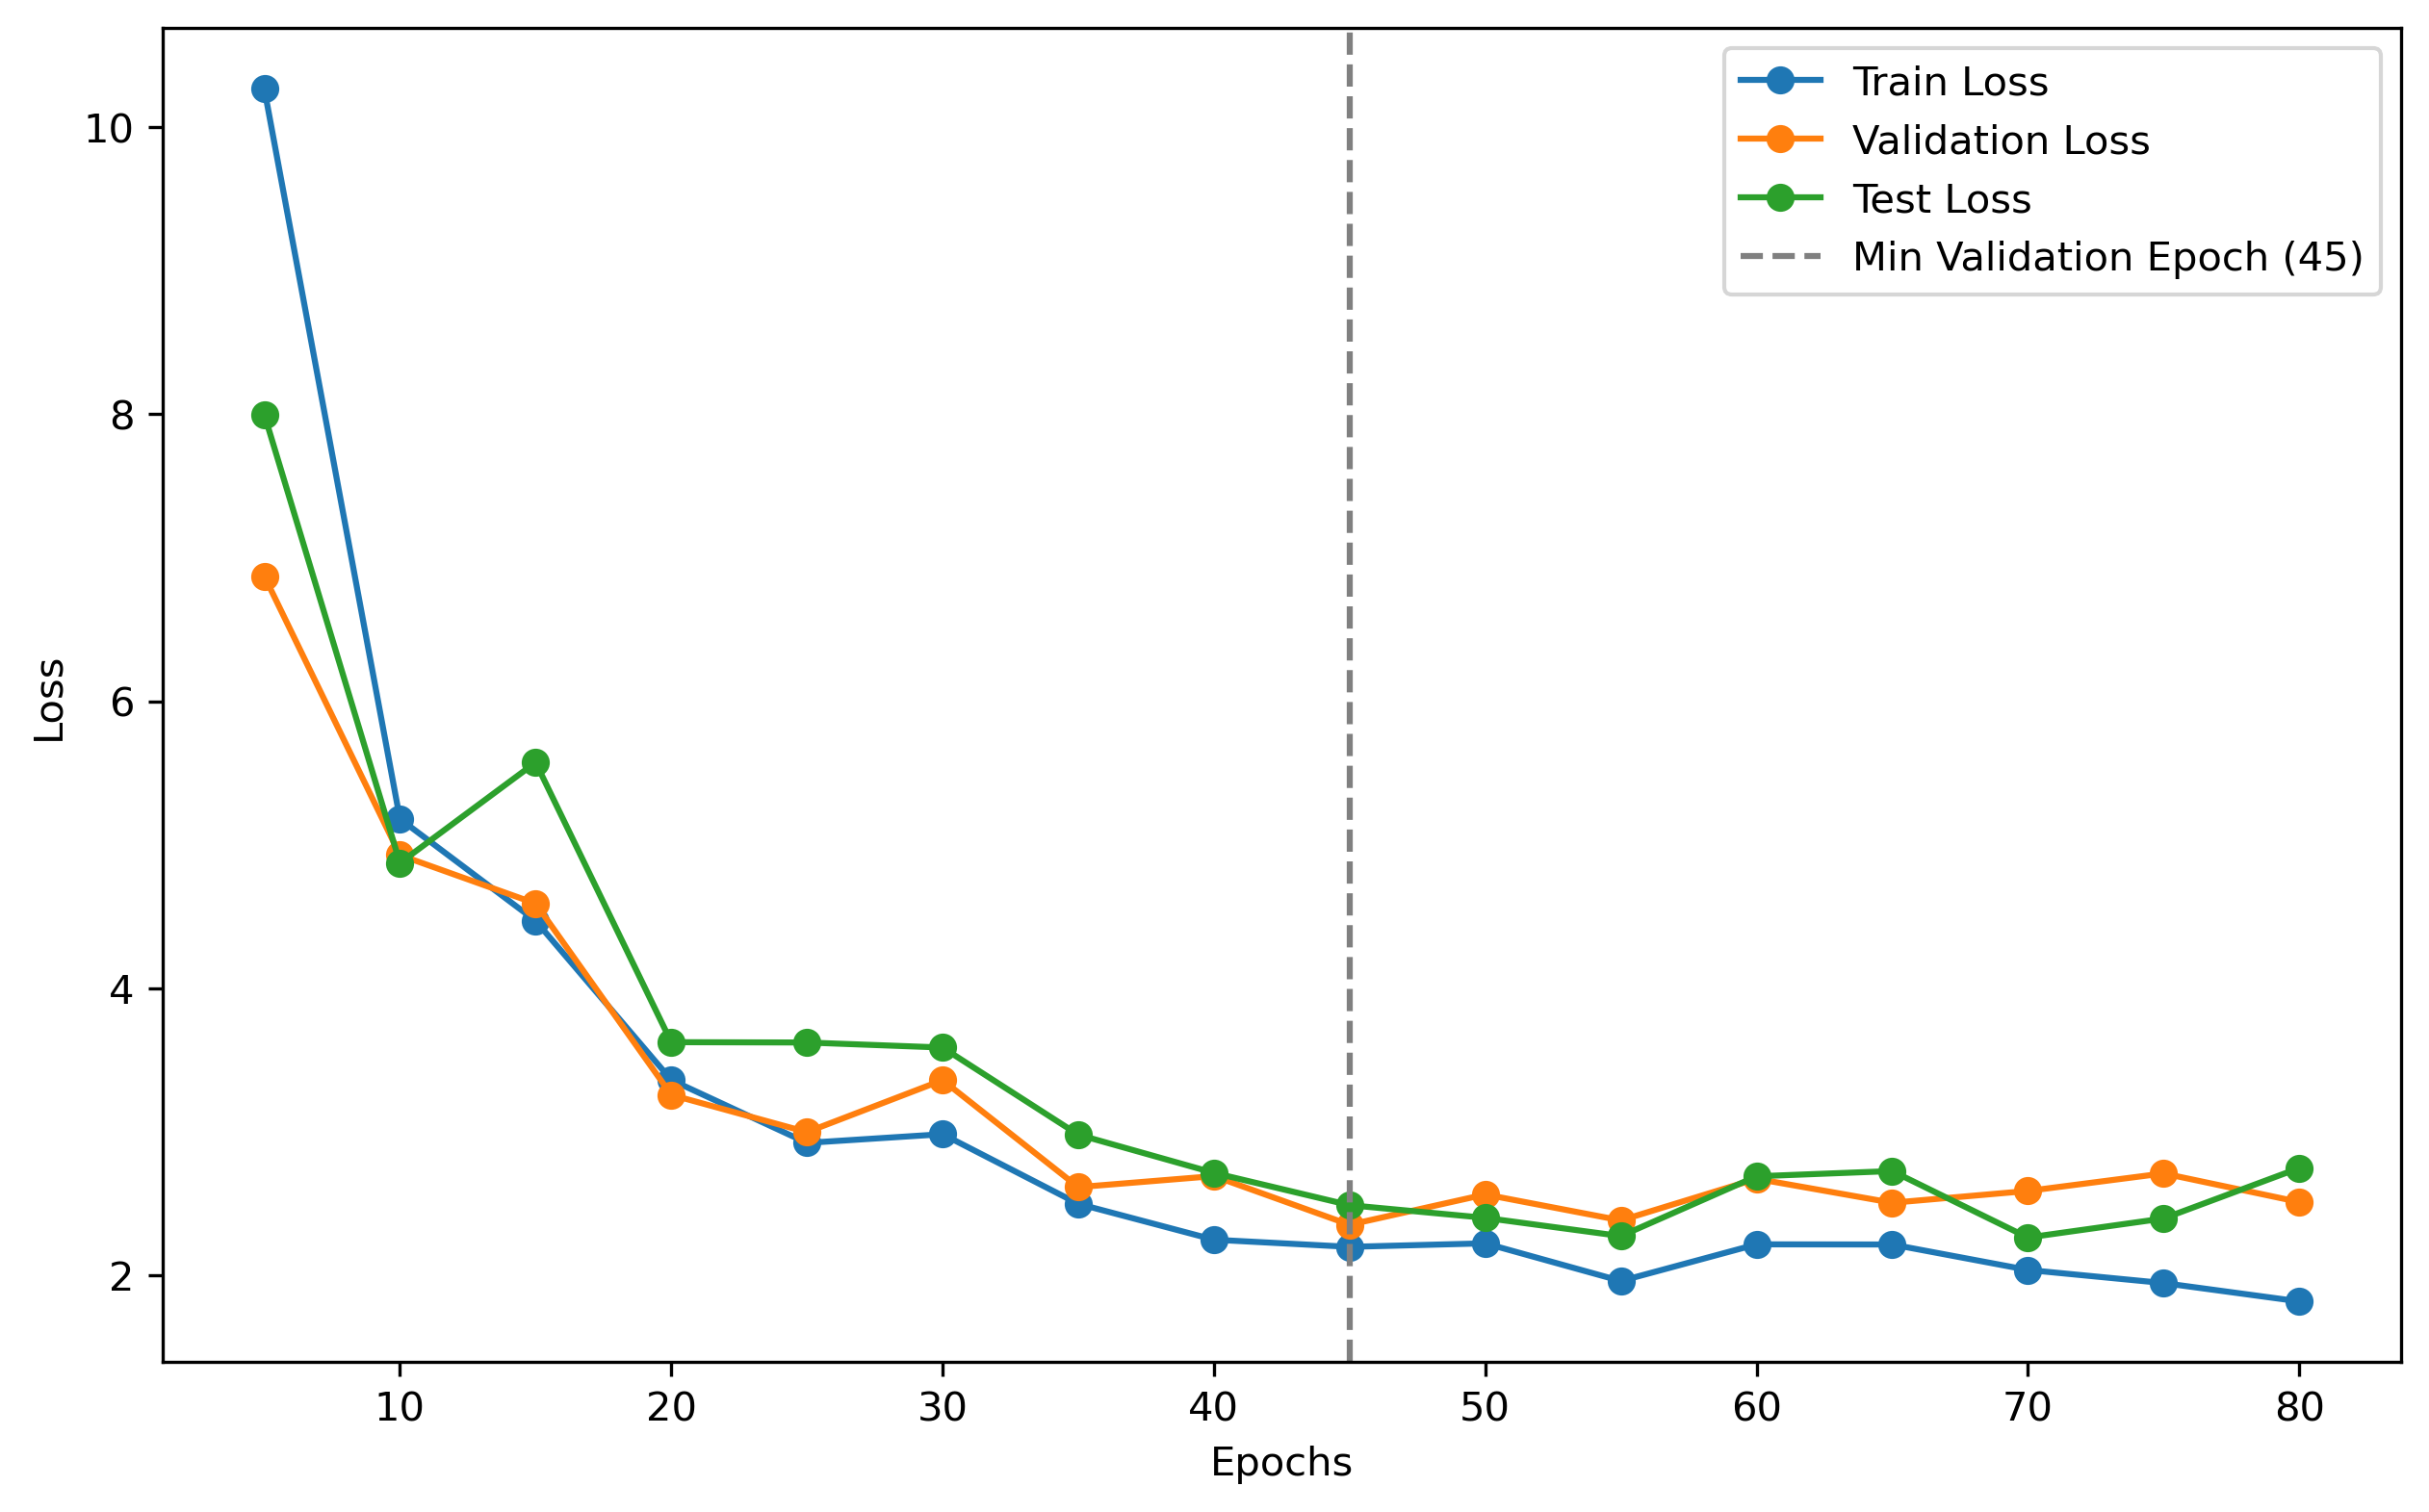 Train Loss
Validation Loss
Test Loss
Min Validation Epoch (45)
10
8
6
4
2
Loss
10 20 30 40 50 60 70 80
Epochs